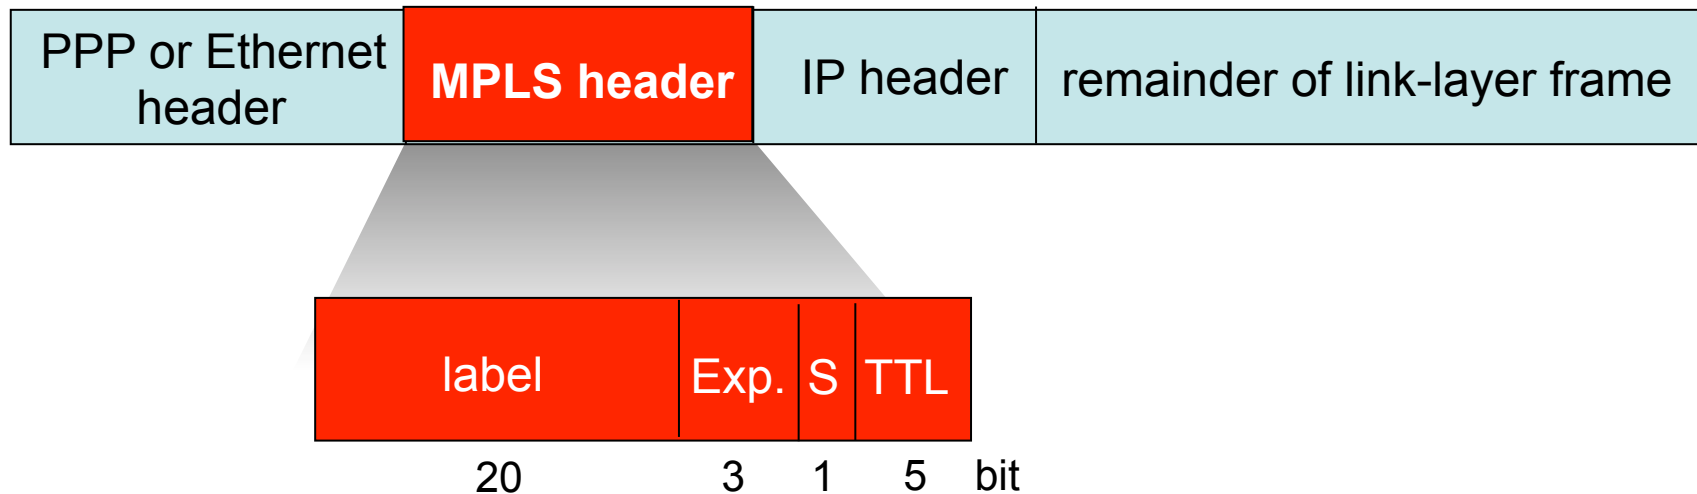 PPP or Ethernet
header
MPLS header
IP header
remainder of link-layer frame
label
Exp.
S
TTL
20
3
1
5
bit